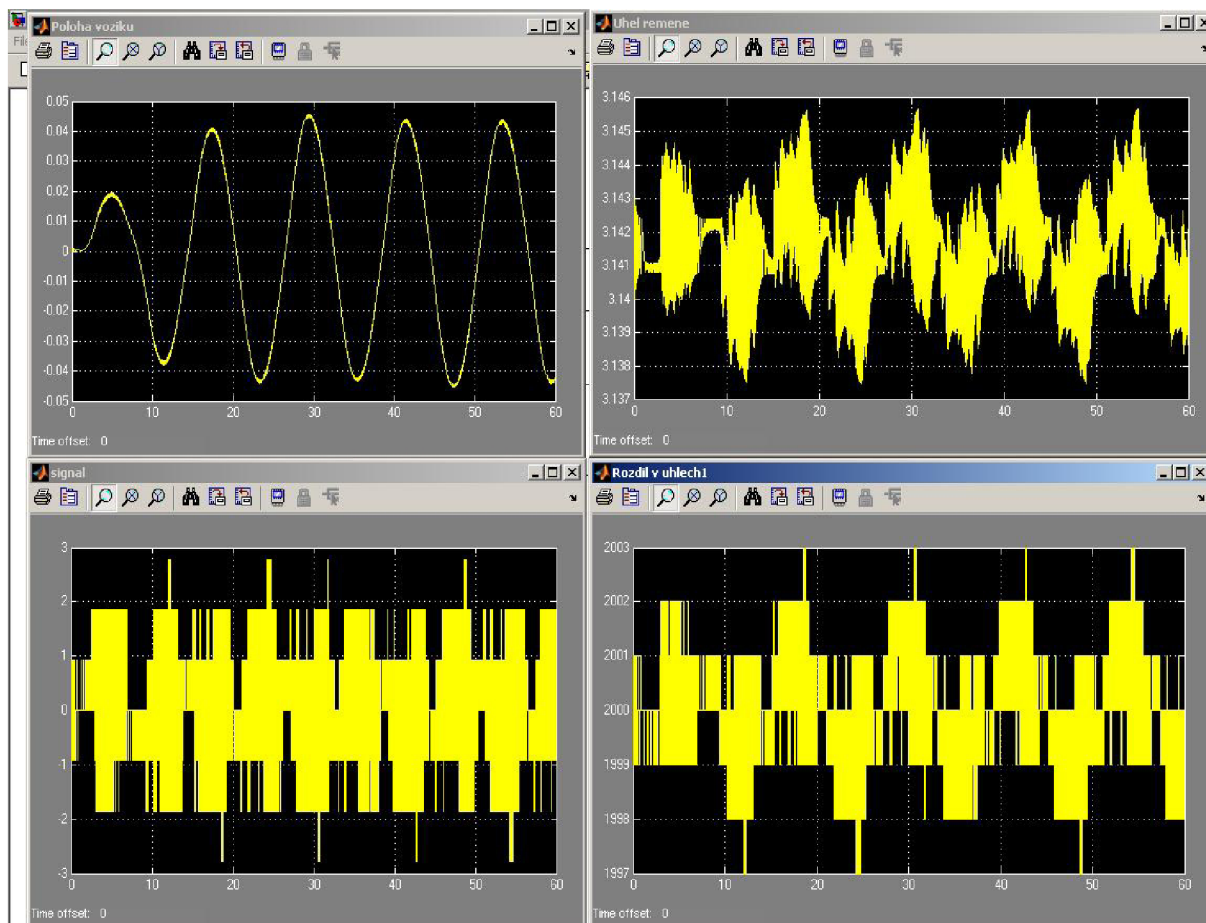 Poloha voziku
0.05
0.04
0.03
0.02
0.01
0
-0.01
-0.02
-0.03
-0.04
-0.05
0 10 20 30 40 50 60
Time offset: 0
Uhel remene
3.146
3.145
3.144
3.143
3.142
3.141
3.14
3.139
3.138
3.137
0 10 20 30 40 50 60
Time offset: 0
signal
3
2
1
0
-1
-2
-3
0 10 20 30 40 50 60
Time offset: 0
Rozdil v uhlech1
2003
2002
2001
2000
1999
1998
1997
0 10 20 30 40 50 60
Time offset: 0